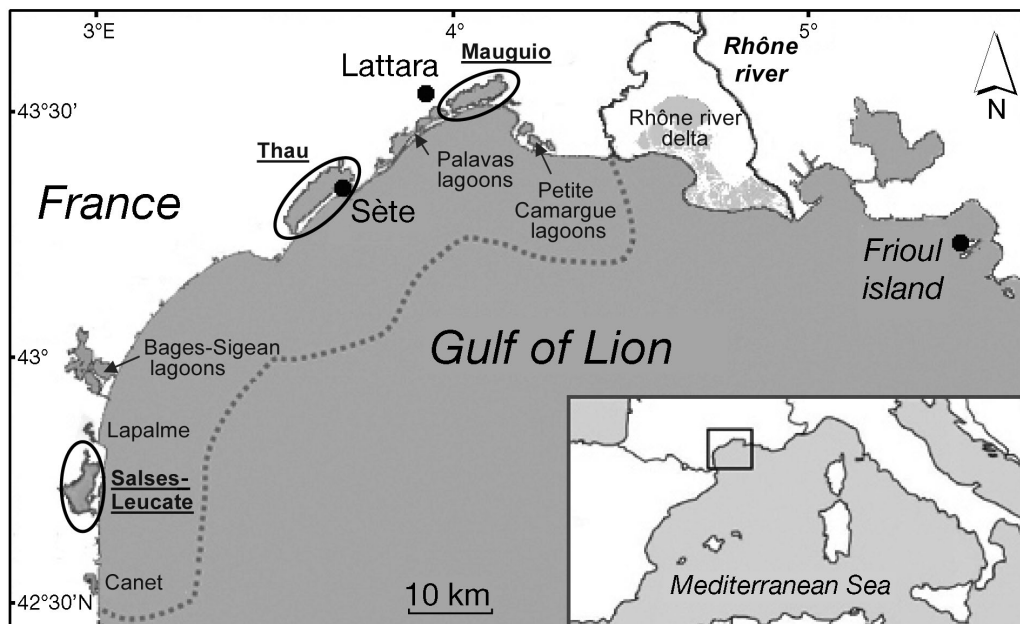 3°E
4°
5°
Mauguio
Rhône
river
Lattara
N
43°30'
Rhône river
delta
Thau
Palavas
lagoons
Petite
Camargue
lagoons
France
Sète
Frioul
island
Gulf of Lion
43°
Bages-Sigean
lagoons
Lapalme
Salses-
Leucate
Canet
10 km
Mediterranean Sea
42°30'N